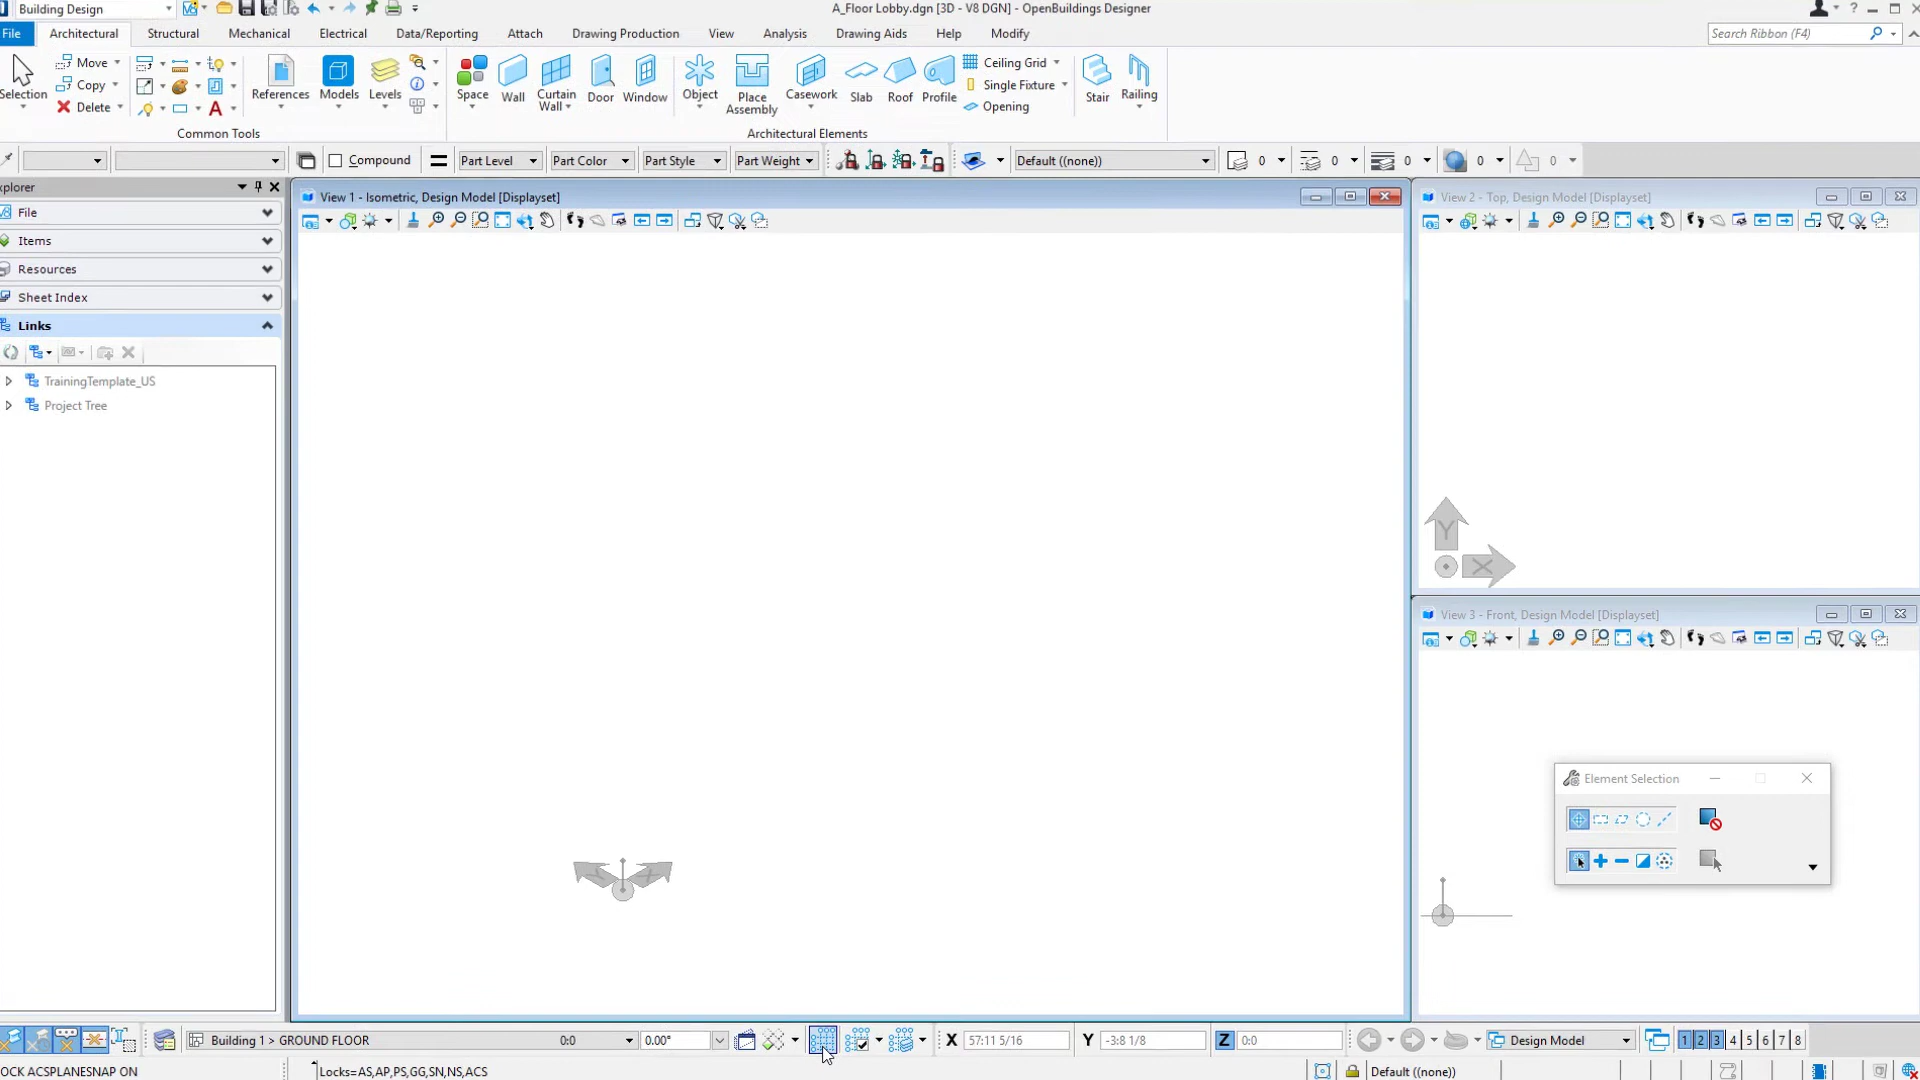 Building Design
A_Floor Lobby.dgn [3D - V8 DGN] - OpenBuildings Designer
File Architectural Structural Mechanical Electrical Data/Reporting Attach Drawing Production View Analysis Drawing Aids Help Modify
Search Ribbon (F4)
Move
Copy
Delete
Selection
References
Models
Levels
Space
Wall
Curtain
Wall
Door
Window
Object
Place
Assembly
Casework
Slab
Roof
Profile
Ceiling Grid
Single Fixture
Opening
Stair
Railing
Common Tools
Architectural Elements
Compound
Part Level
Part Color
Part Style
Part Weight
Default ((none))
0 0 0 0 0
xplorer
File
Items
Resources
Sheet Index
Links
TrainingTemplate_US
Project Tree
View 1 - Isometric, Design Model [Displayset]
View 2 - Top, Design Model [Displayset]
Y
X
View 3 - Front, Design Model [Displayset]
Element Selection
Building 1 > GROUND FLOOR 0:0
0.00°
X 57:11 5/16
Y -3:8 1/8
Z 0:0
Design Model
1 2 3 4 5 6 7 8
OCK ACSPLANESNAP ON
Locks=AS,AP,PS,GG,SN,NS,ACS
Default ((none))